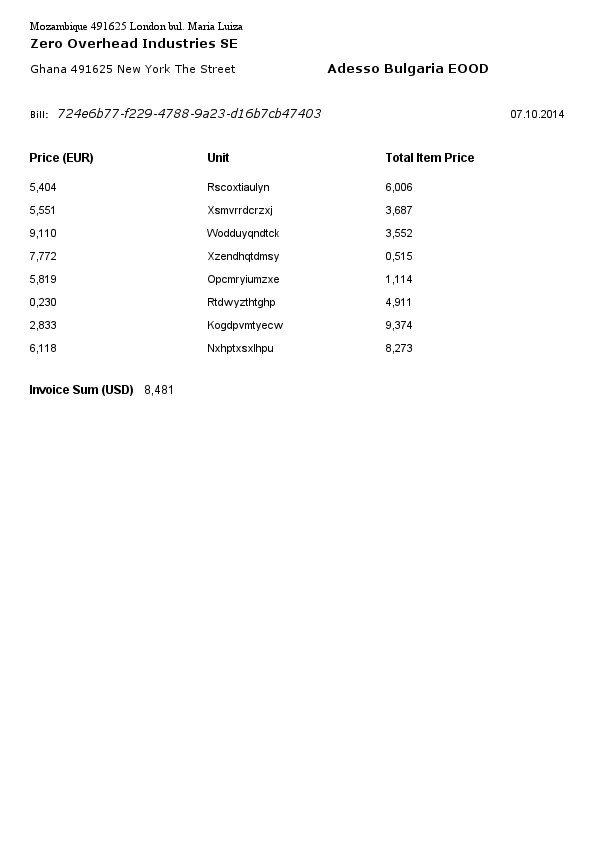 Mozambique 491625 London bul. Maria Luiza
Zero Overhead Industries SE
Ghana 491625 New York The Street Adesso Bulgaria EOOD
Bill: 724e6b77-f229-4788-9a23-d16b7cb47403 07.10.2014
Price (EUR) Unit Total Item Price
5,404 Rscoxtiaulyn 6,006
5,551 Xsmvrrdcrzxj 3,687
9,110 Wodduyqndtck 3,552
7,772 Xzendhqtdmsy 0,515
5,819 Opcmryiumzxe 1,114
0,230 Rtdwyzthtghp 4,911
2,833 Kogdpvmtyecw 9,374
6,118 Nxhptxsxlhpu 8,273
Invoice Sum (USD) 8,481